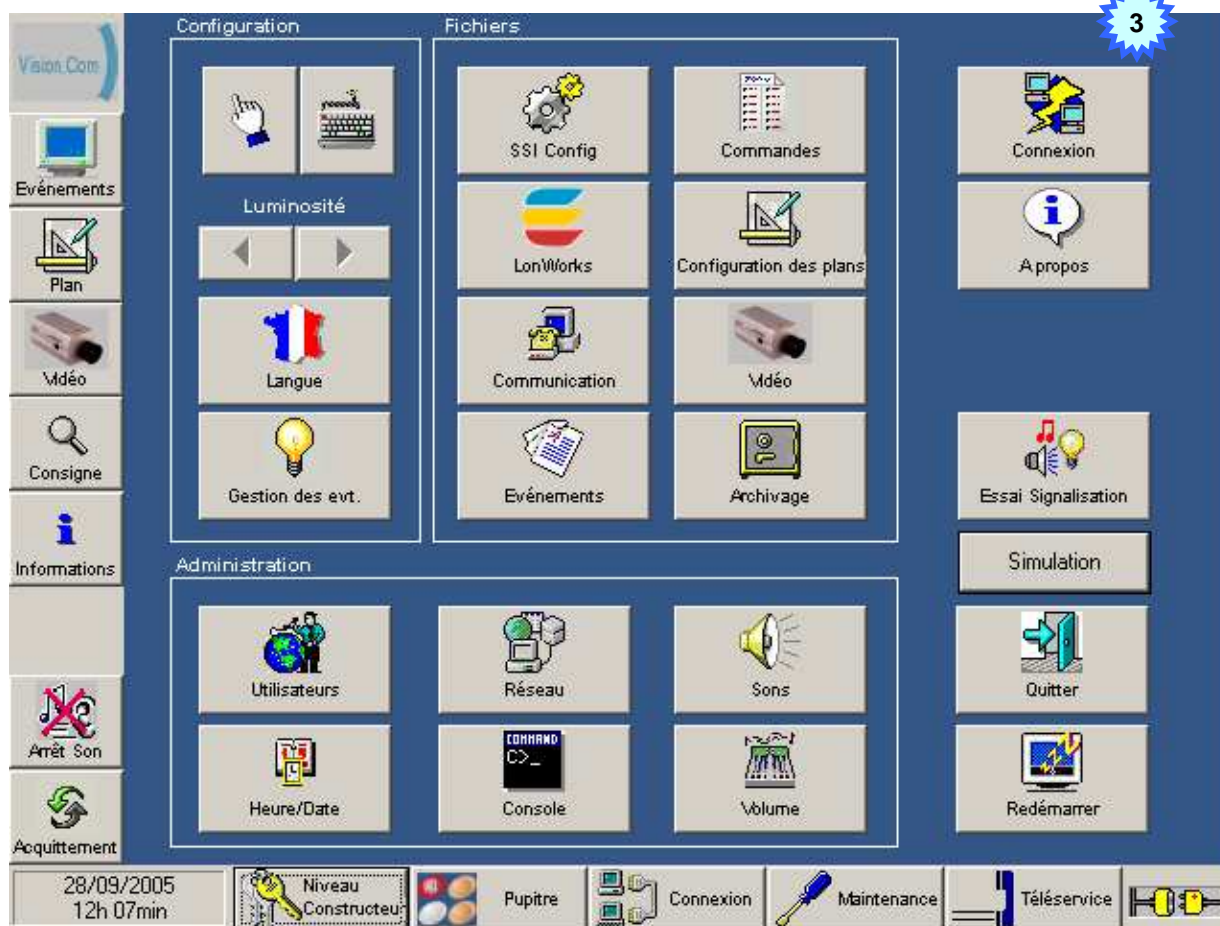 3
Configuration
Fichiers
Vision.Com
SSI Config
Commandes
Connexion
Evénements
Luminosité
Plan
LonWorks
Configuration des plans
A propos
Vidéo
Langue
Communication
Vidéo
Consigne
Gestion des evt.
Evénements
Archivage
Essai Signalisation
Informations
Administration
Simulation
Utilisateurs
Réseau
Sons
Quitter
Arrêt Son
COMMAND
C>_
Heure/Date
Console
Volume
Redémarrer
Acquittement
28/09/2005
12h 07min
Niveau
Constructeur
Pupitre
Connexion
Maintenance
Téléservice